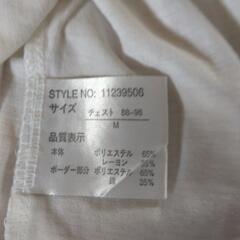 STYLE NO: 11239506
サイズ
チェスト 88-96
M
品質表示
本体 ポリエステル 65%
レーヨン 35%
ボーダー部分 ポリエステル 65%
綿 35%